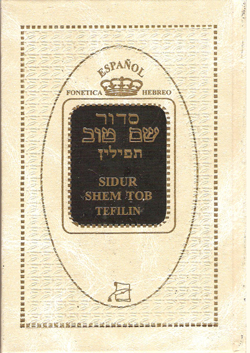 ESPAÑOL
FONETICA HEBREO
סדור
שם טוב
תפילין
SIDUR
SHEM TOB
TEFILIN